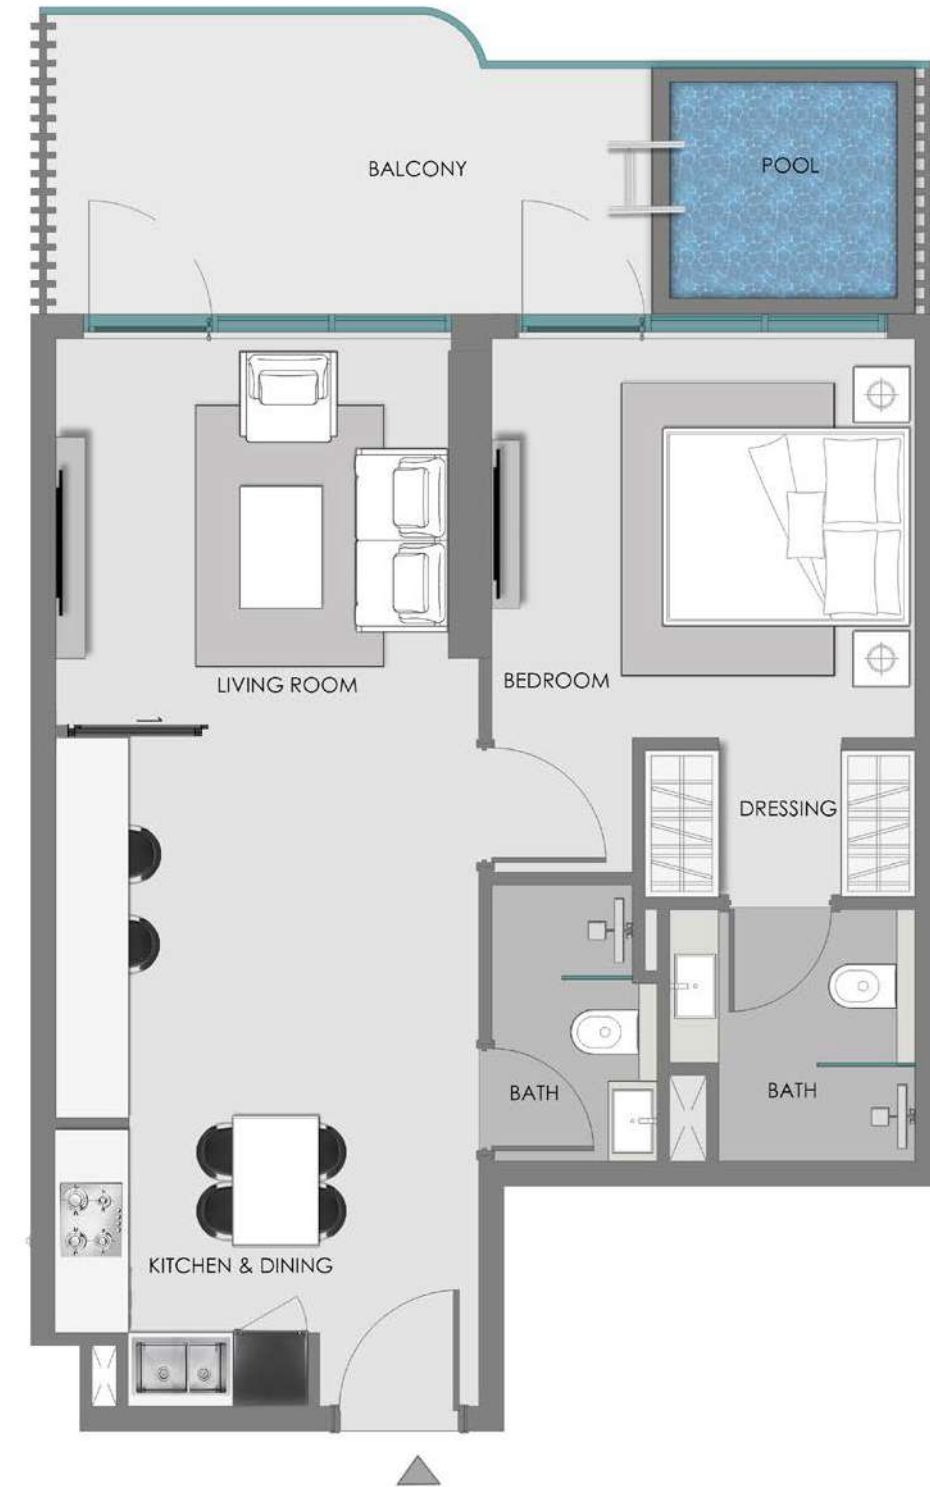 BALCONY
POOL
LIVING ROOM
BEDROOM
DRESSING
BATH
BATH
KITCHEN & DINING